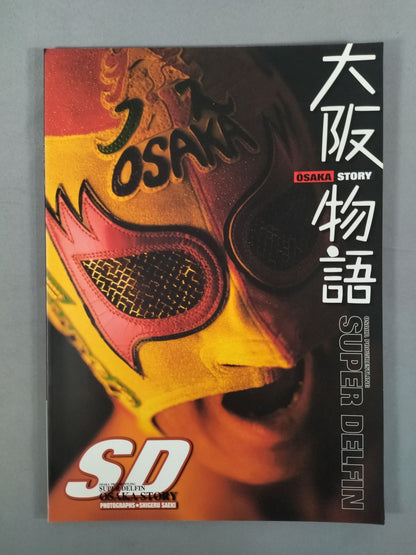 大阪物語
OSAKA STORY
OSAKA
SUPER DELFIN
SD
SUPER DELFIN
OSAKA STORY
PHOTOGRAPHS★SHIGERU SAEKI